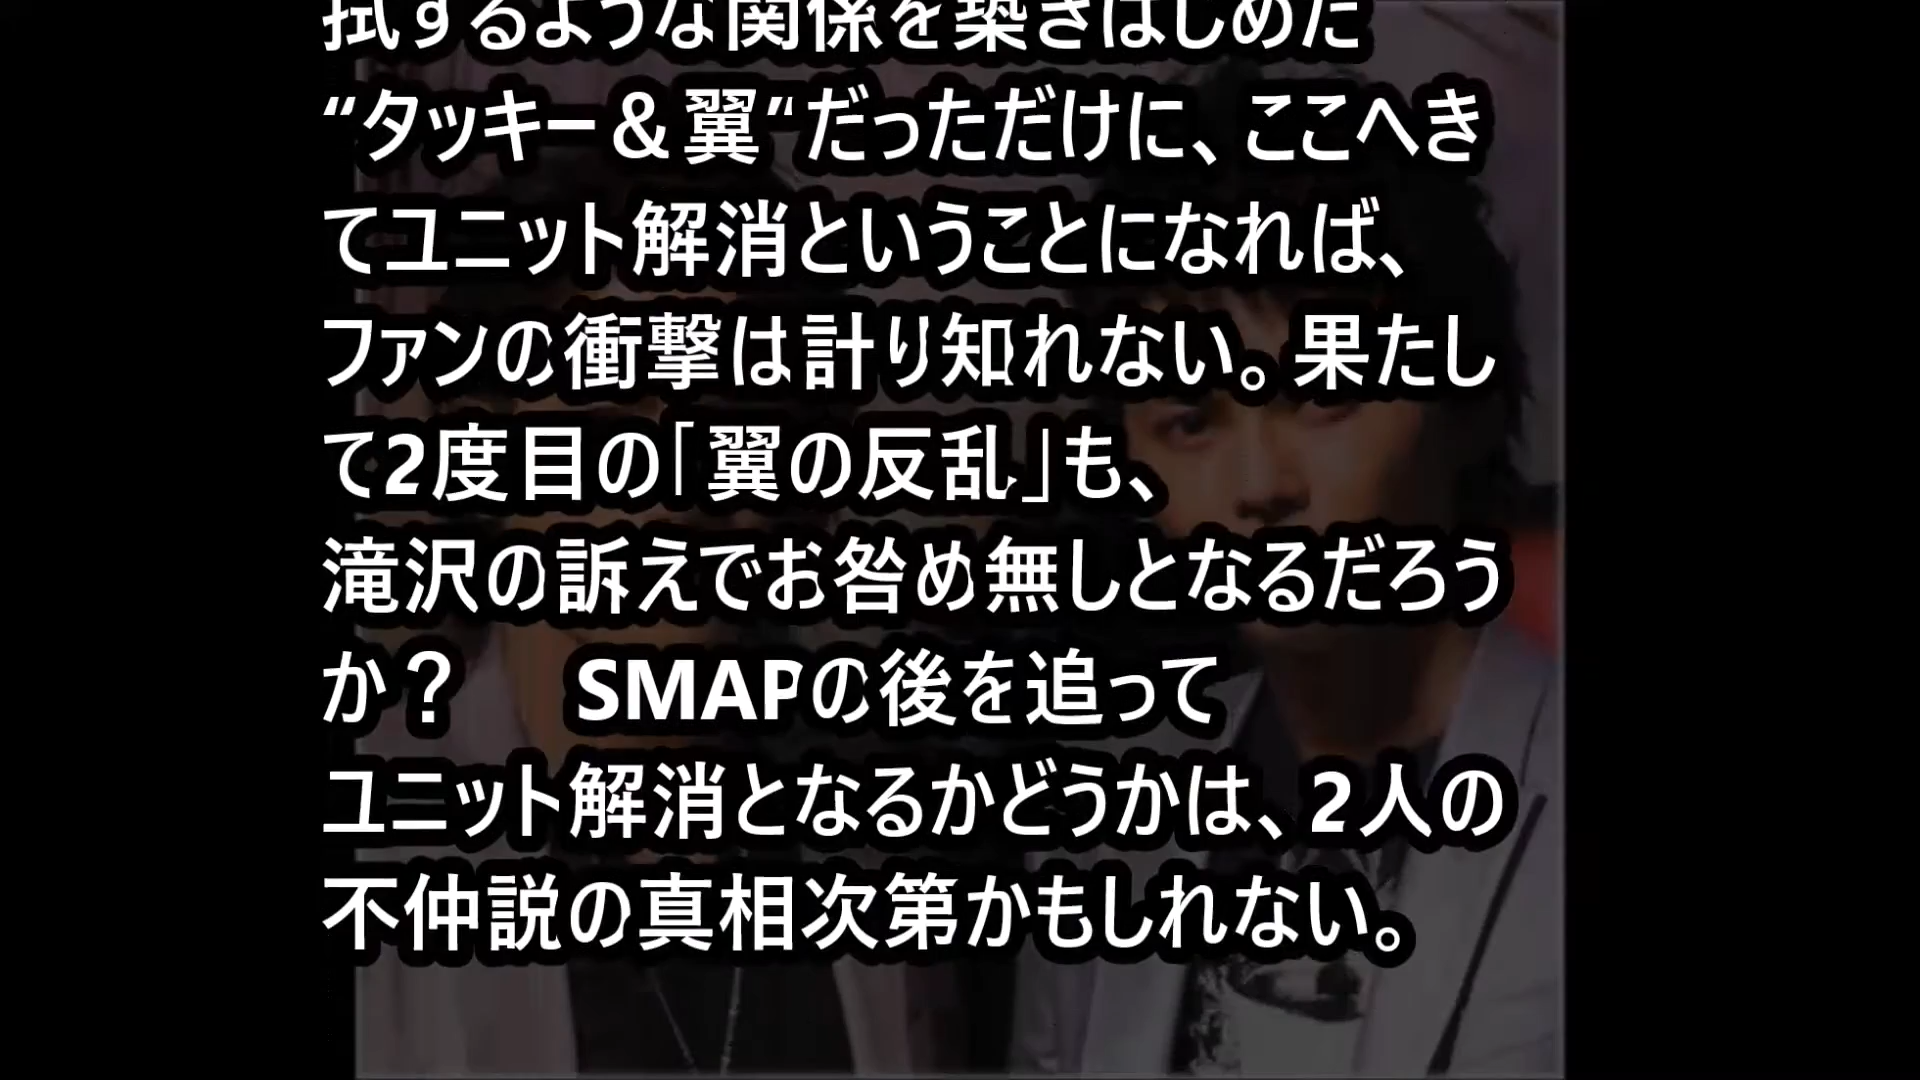 拭するような関係を築きはじめた
“タッキー＆翼“だっただけに、ここへき
てユニット解消ということになれば、
ファンの衝撃は計り知れない。果たし
て2度目の「翼の反乱」も、
滝沢の訴えでお咎め無しとなるだろう
か？　SMAPの後を追って
ユニット解消となるかどうかは、2人の
不仲説の真相次第かもしれない。